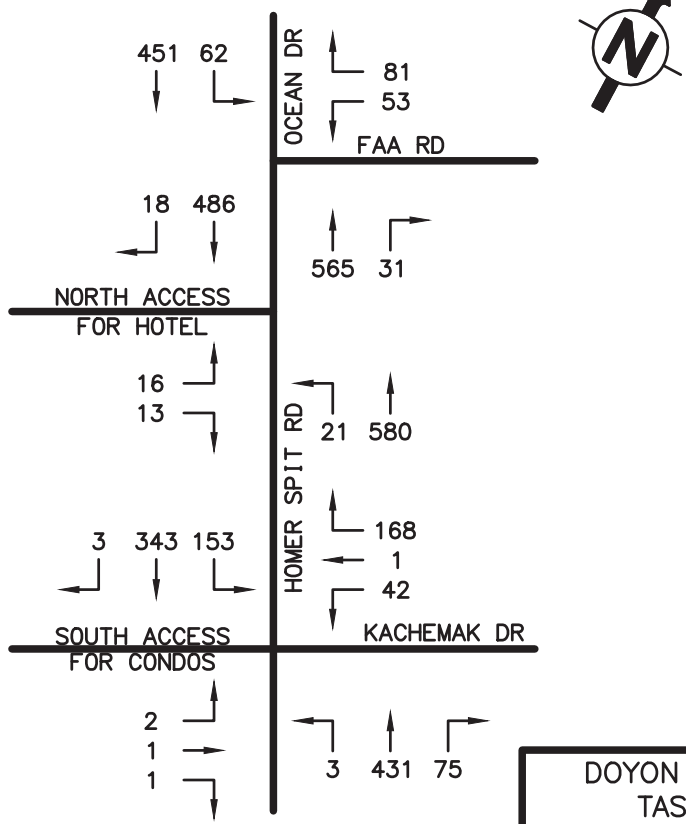 N
451 62
OCEAN DR
81
53
FAA RD
18 486
565 31
NORTH ACCESS
FOR HOTEL
16
13
HOMER SPIT RD
21 580
3 343 153
168
1
42
SOUTH ACCESS
FOR CONDOS
KACHEMAK DR
2
1
1
3 431 75
DOYON
TAS